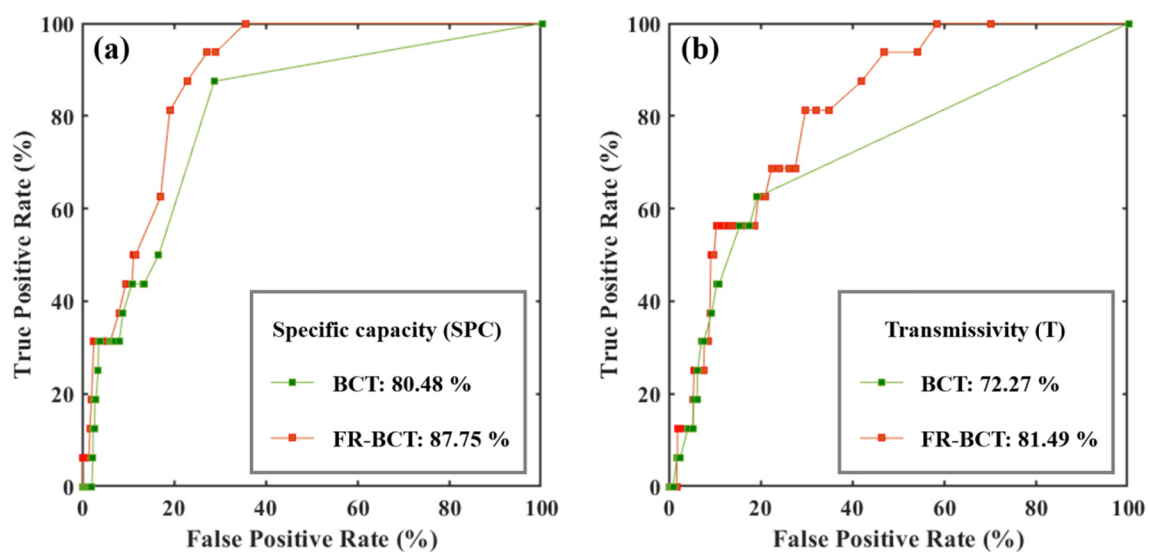 (a)
True Positive Rate (%)
100
80
60
40
20
0
Specific capacity (SPC)
BCT: 80.48 %
FR-BCT: 87.75 %
0 20 40 60 80 100
False Positive Rate (%)
(b)
True Positive Rate (%)
100
80
60
40
20
0
Transmissivity (T)
BCT: 72.27 %
FR-BCT: 81.49 %
0 20 40 60 80 100
False Positive Rate (%)